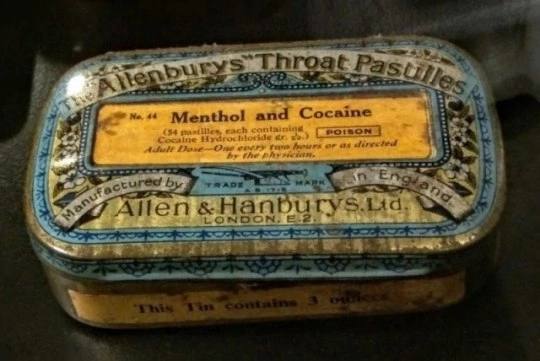 The "Allenburys" Throat Pastilles
No. 44 Menthol and Cocaine
(54 pastilles, each containing
Cocaine Hydrochloride gr.
POISON
Adult Dose—One every two hours or as directed
by the physician.
Manufactured by
TRADE MARK
in England.
Allen & Hanburys. Ltd.
LONDON, E.2.
This Tin contains 3 ounces